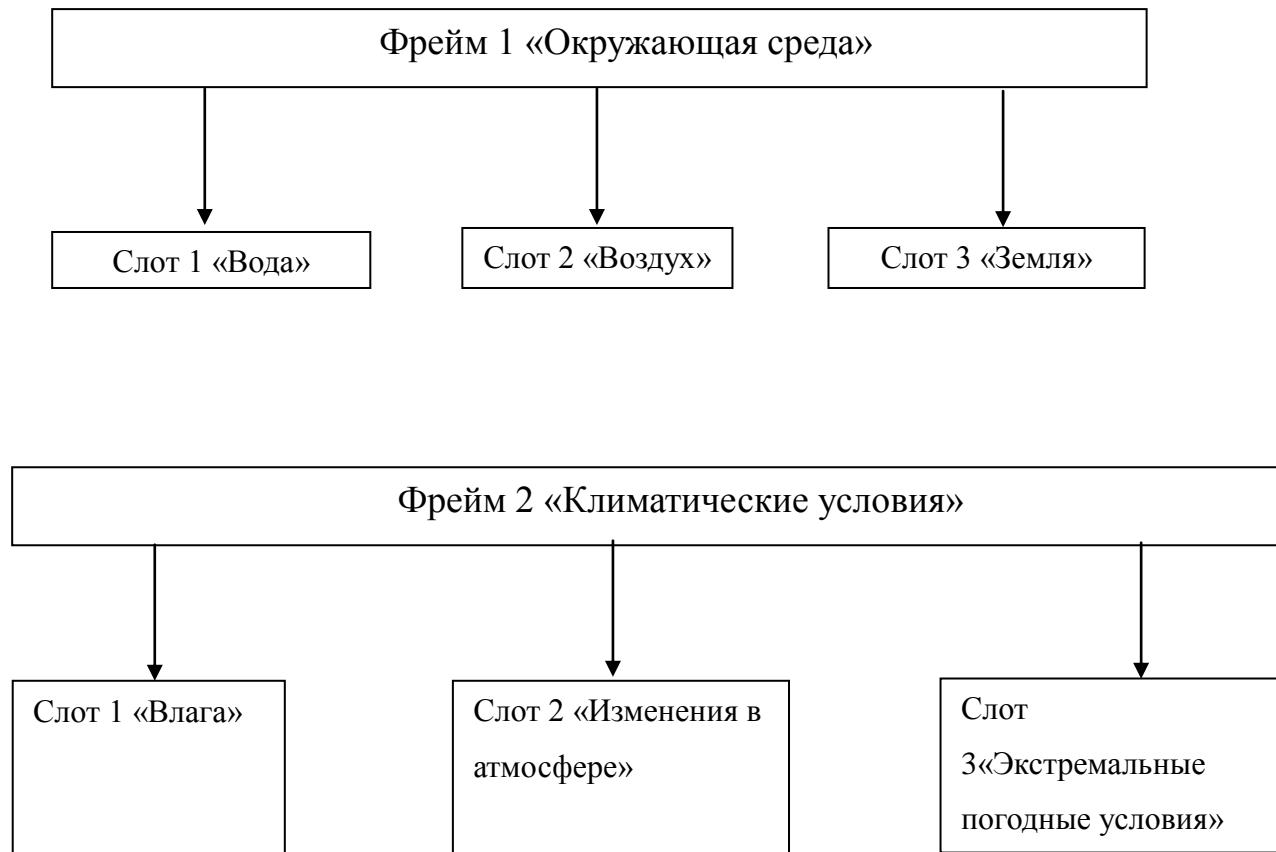 Фрейм 1 «Окружающая среда»
Слот 1 «Вода»
Слот 2 «Воздух»
Слот 3 «Земля»
Фрейм 2 «Климатические условия»
Слот 1 «Влага»
Слот 2 «Изменения в
атмосфере»
Слот
3«Экстремальные
погодные условия»